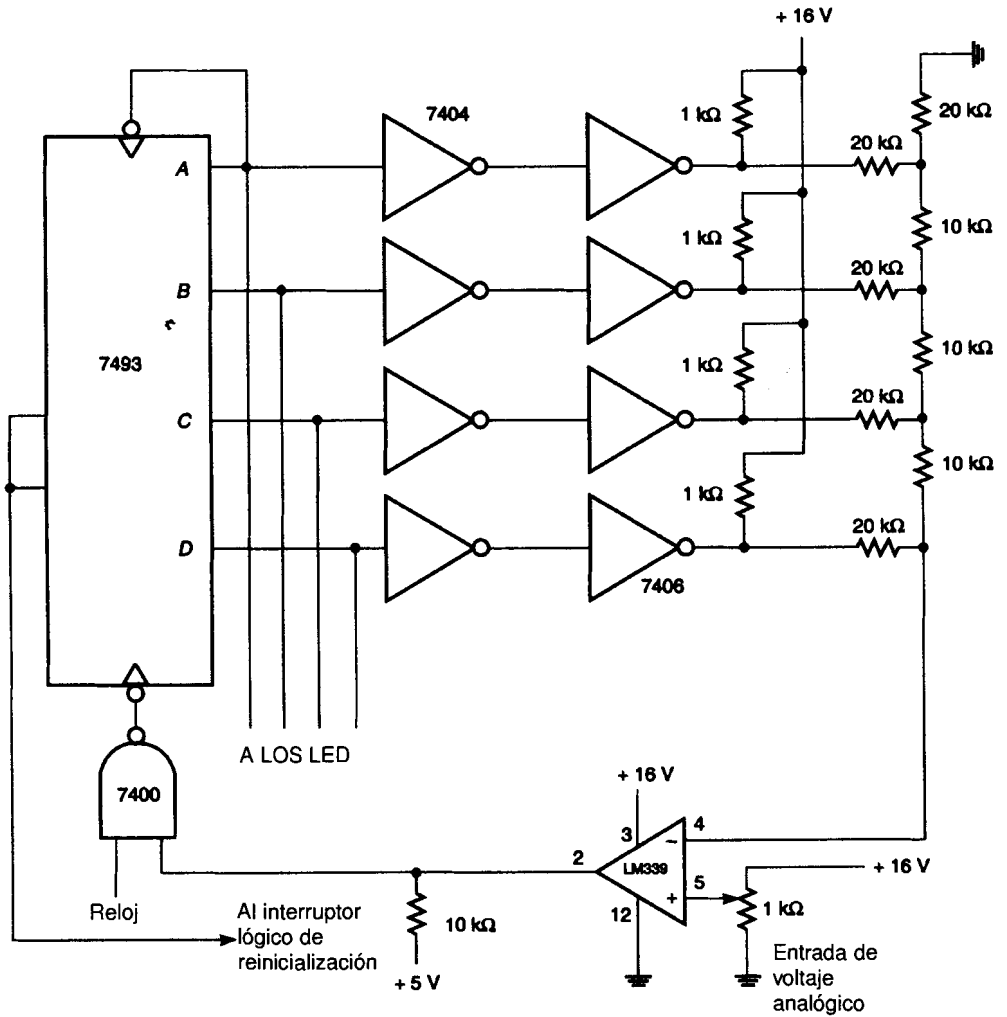 + 16 V
7404
1 kΩ
20 kΩ
20 kΩ
A
10 kΩ
1 kΩ
20 kΩ
B
10 kΩ
7493
1 kΩ
20 kΩ
C
10 kΩ
1 kΩ
20 kΩ
D
7406
A LOS LED
7400
+ 16 V
3
4
2
LM339
−
+ 16 V
5
+
1 kΩ
12
Reloj
Al interruptor
lógico de
reinicialización
10 kΩ
+ 5 V
Entrada de
voltaje
analógico